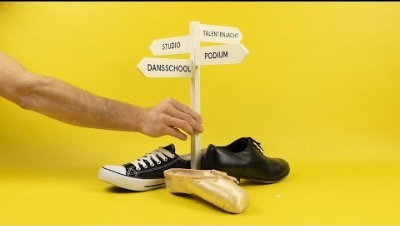 TALENTENJACHT
STUDIO
PODIUM
DANSSCHOOL